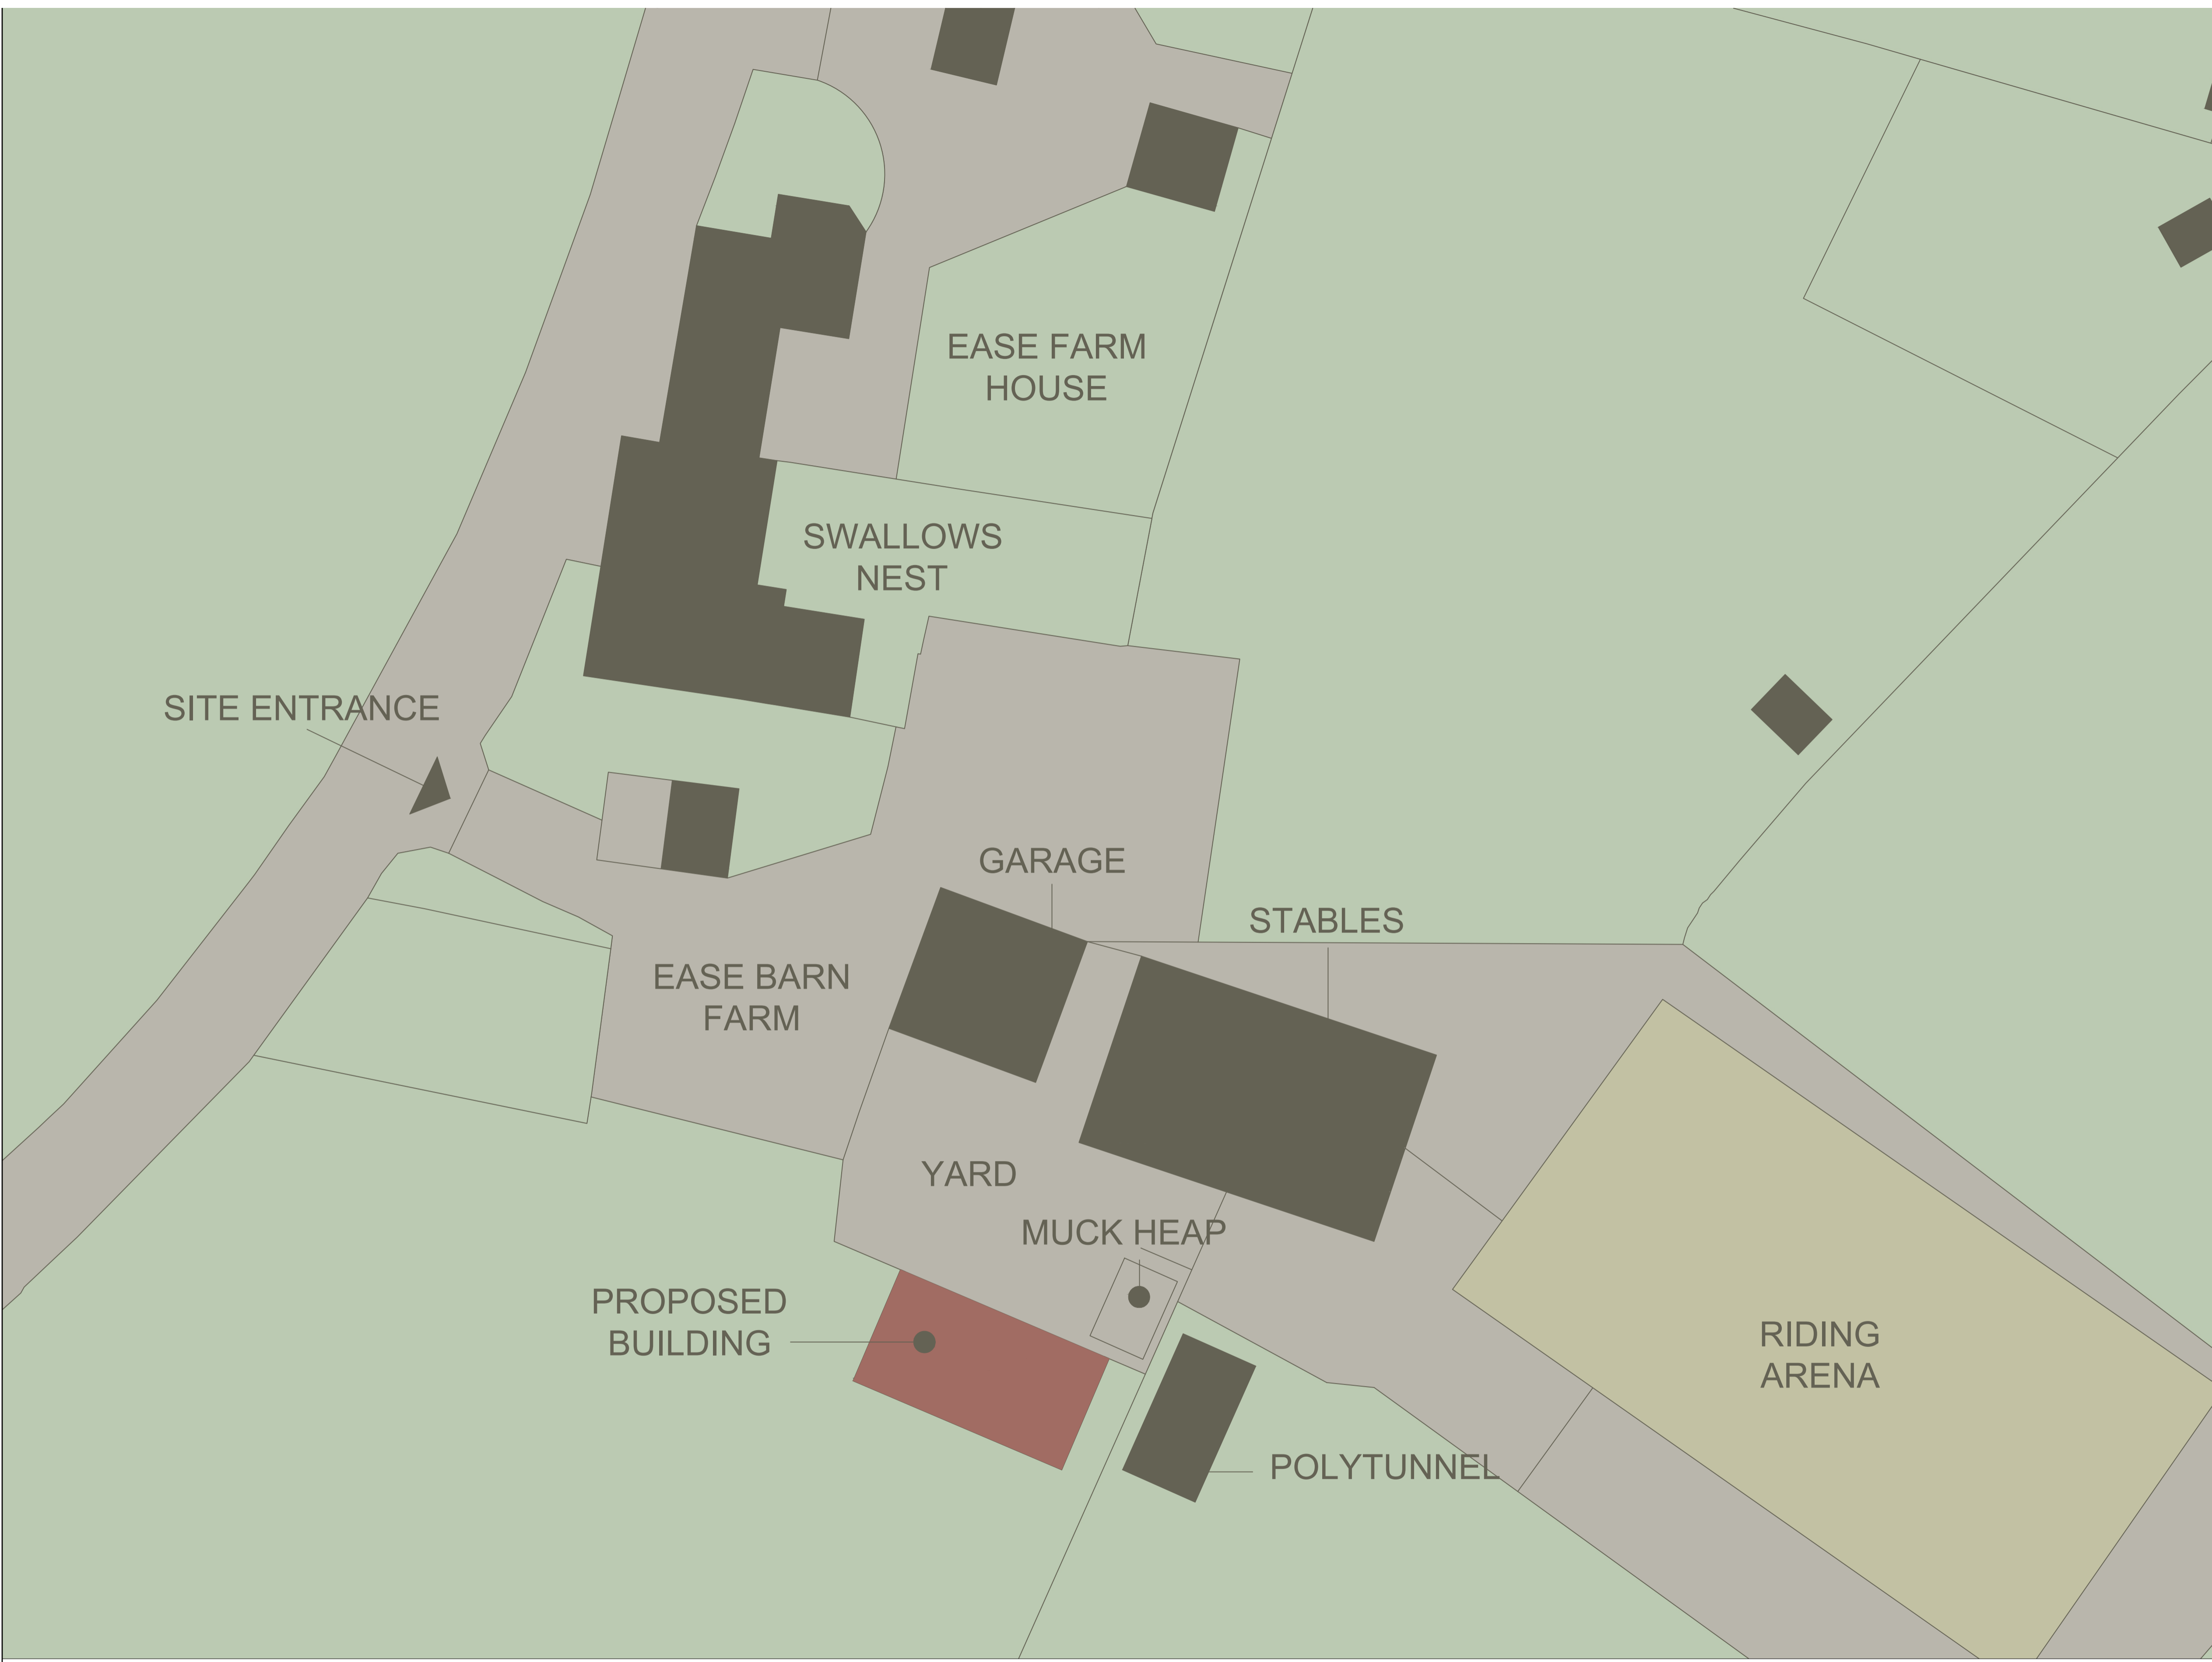 EASE FARM
HOUSE
SWALLOWS
NEST
SITE ENTRANCE
GARAGE
STABLES
EASE BARN
FARM
YARD
MUCK HEAP
PROPOSED
BUILDING
RIDING
ARENA
POLYTUNNEL